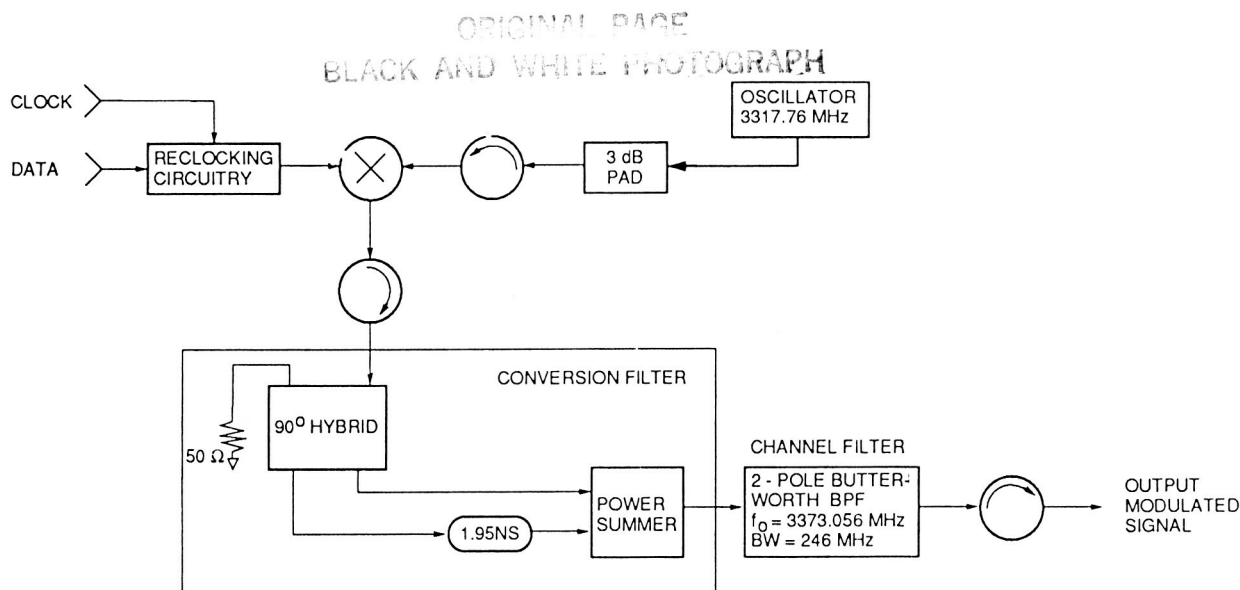 ORIGINAL PAGE
BLACK AND WHITE PHOTOGRAPH
CLOCK
DATA
RECLOCKING
CIRCUITRY
3 dB
PAD
OSCILLATOR
3317.76 MHz
CONVERSION FILTER
90° HYBRID
50 Ω
1.95NS
POWER
SUMMER
CHANNEL FILTER
2 - POLE BUTTER-
WORTH BPF
fo = 3373.056 MHz
BW = 246 MHz
OUTPUT
MODULATED
SIGNAL